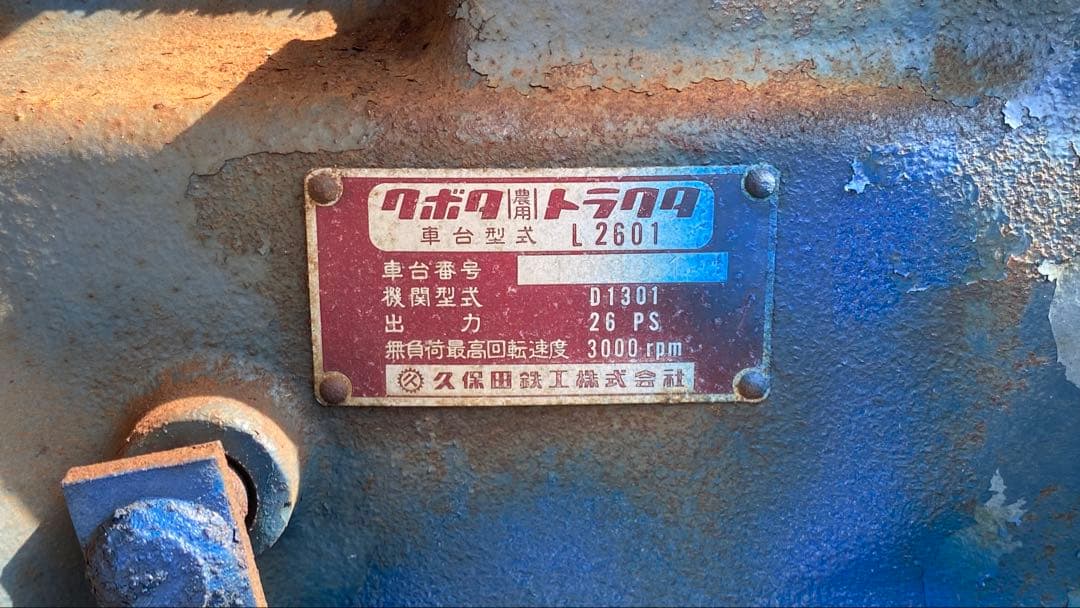 クボタ農用トラクタ
車台型式 L2601
車台番号
機関型式 D1301
出力 26 PS
無負荷最高回転速度 3000rpm
久保田鉄工株式会社